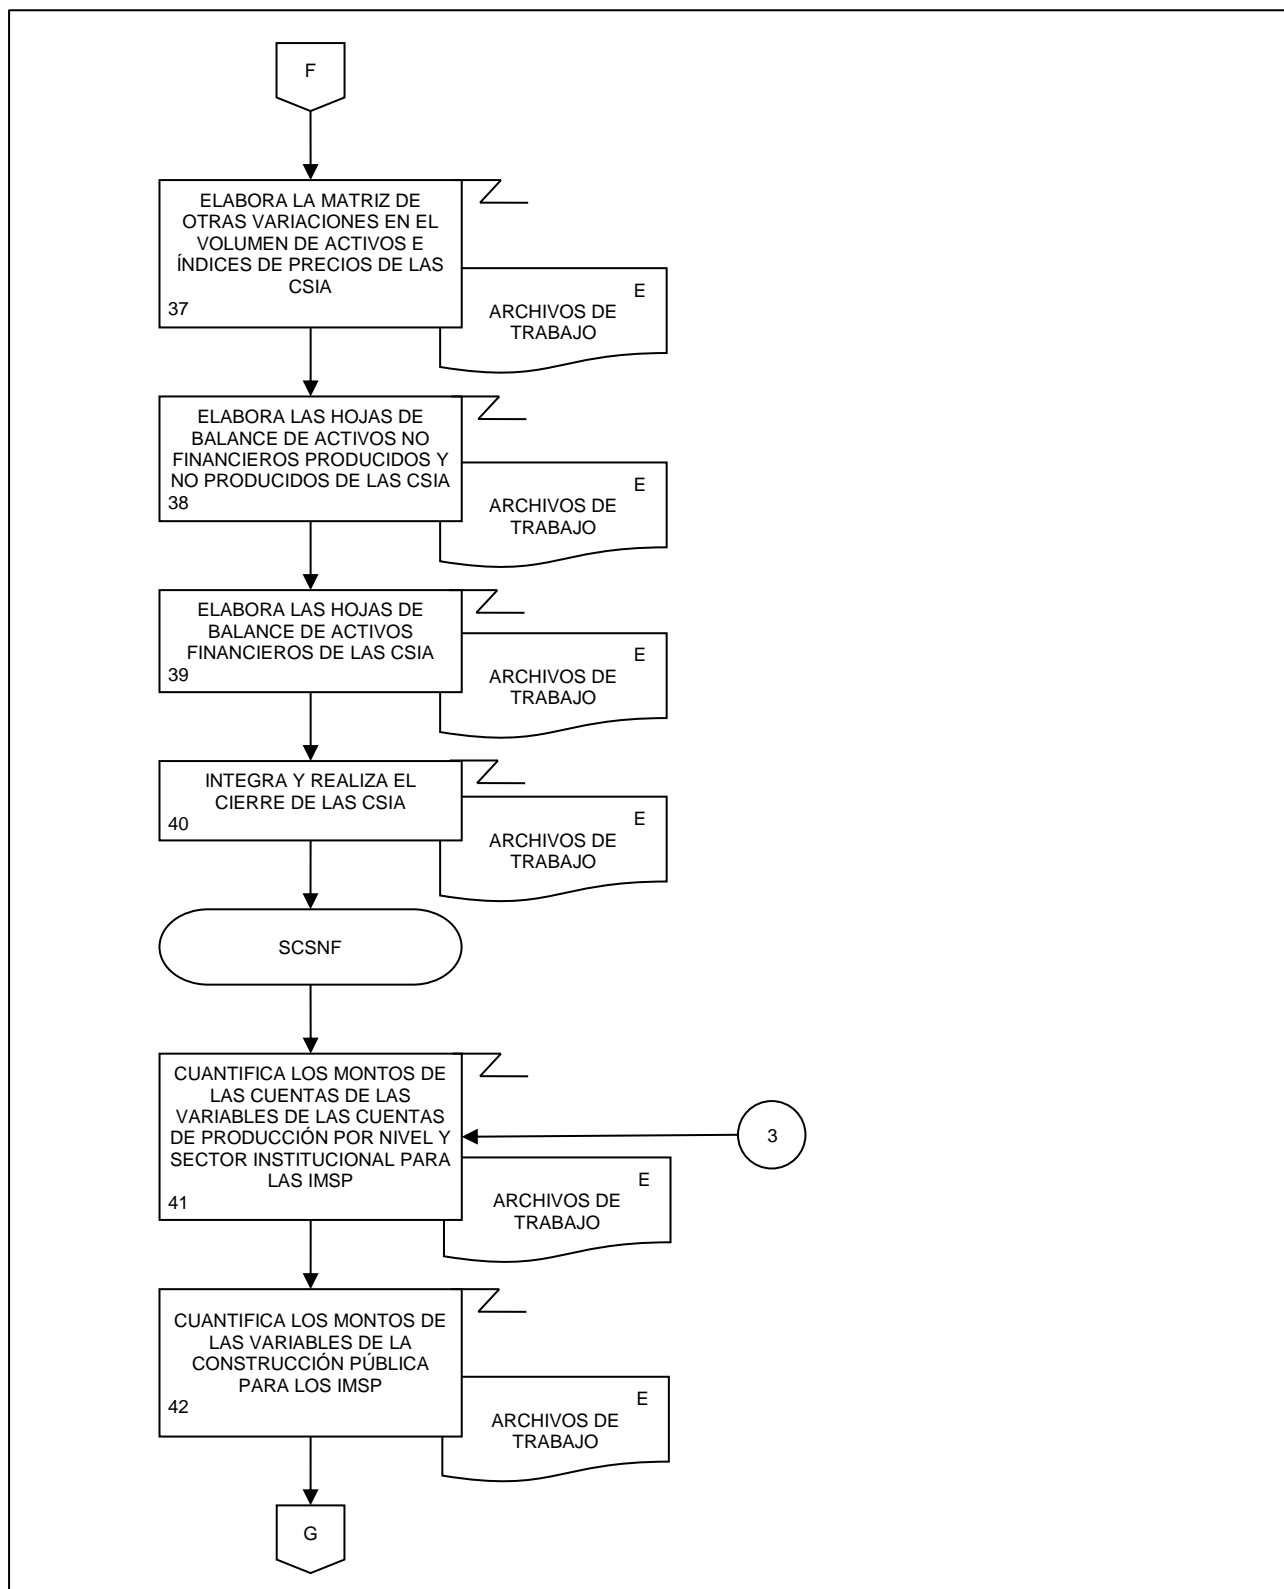 F
ELABORA LA MATRIZ DE
OTRAS VARIACIONES EN EL
VOLUMEN DE ACTIVOS E
ÍNDICES DE PRECIOS DE LAS
CSIA
37
E
ARCHIVOS DE
TRABAJO
ELABORA LAS HOJAS DE
BALANCE DE ACTIVOS NO
FINANCIEROS PRODUCIDOS Y
NO PRODUCIDOS DE LAS CSIA
38
E
ARCHIVOS DE
TRABAJO
ELABORA LAS HOJAS DE
BALANCE DE ACTIVOS
FINANCIEROS DE LAS CSIA
39
E
ARCHIVOS DE
TRABAJO
INTEGRA Y REALIZA EL
CIERRE DE LAS CSIA
40
E
ARCHIVOS DE
TRABAJO
SCSNF
CUANTIFICA LOS MONTOS DE
LAS CUENTAS DE LAS
VARIABLES DE LAS CUENTAS
DE PRODUCCIÓN POR NIVEL Y
SECTOR INSTITUCIONAL PARA
LAS IMSP
41
3
E
ARCHIVOS DE
TRABAJO
CUANTIFICA LOS MONTOS DE
LAS VARIABLES DE LA
CONSTRUCCIÓN PÚBLICA
PARA LOS IMSP
42
E
ARCHIVOS DE
TRABAJO
G